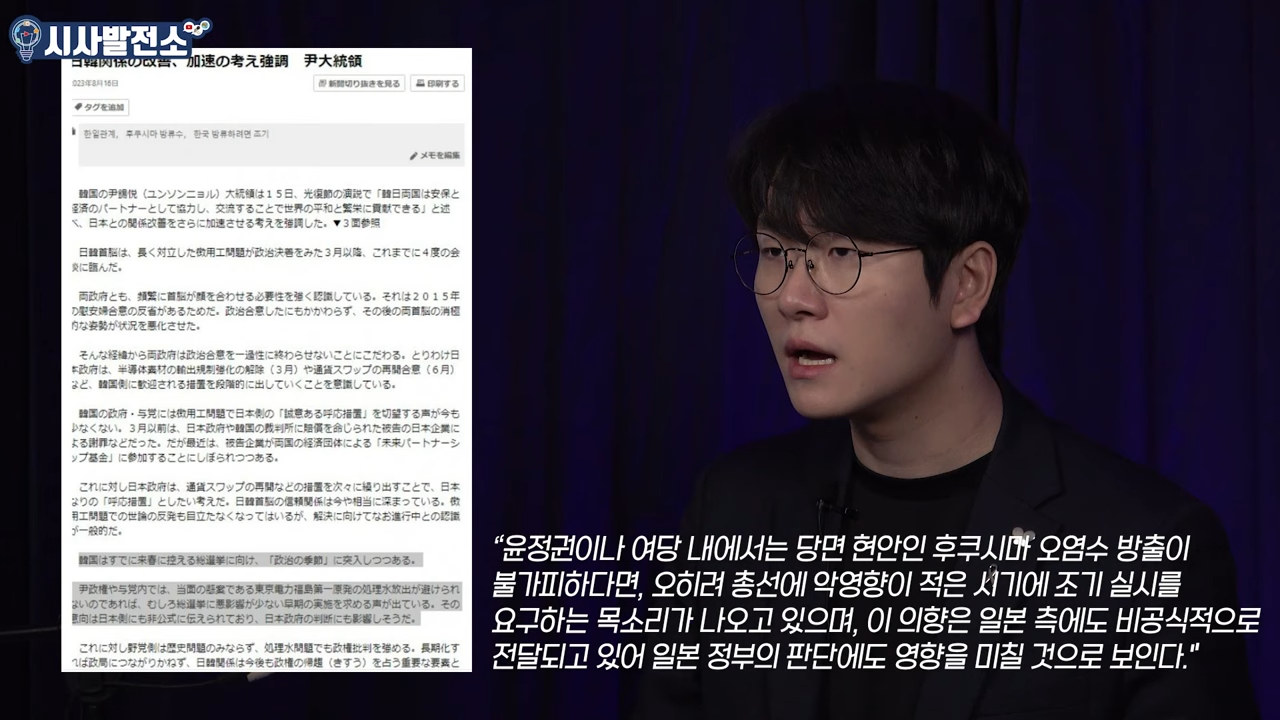 시사발전소
日韓関係の改善、加速の考え強調　尹大統領
023年8月16日
新聞切り抜きを見る
印刷する
タグを追加
한일관계, 후쿠시마 방류수, 한국 방류하려면 조기
メモを編集
韓国の尹錫悦（ユンソンニョル）大統領は１５日、光復節の演説で「韓日両国は安保と
経済のパートナーとして協力し、交流することで世界の平和と繁栄に貢献できる」と述
べ、日本との関係改善をさらに加速させる考えを強調した。▼３面参照
日韓首脳は、長く対立した徴用工問題が政治決着をみた３月以降、これまでに４度の会
談に臨んだ。
両政府とも、頻繁に首脳が顔を合わせる必要性を強く認識している。それは２０１５年
の慰安婦合意の反省があるためだ。政治合意したにもかかわらず、その後の両首脳の消極
的な姿勢が状況を悪化させた。
そんな経緯から両政府は政治合意を一過性に終わらせないことにこだわる。とりわけ日
本政府は、半導体素材の輸出規制強化の解除（３月）や通貨スワップの再開合意（６月）
など、韓国側に歓迎される措置を段階的に出していくことを意識している。
韓国の政府・与党には徴用工問題で日本側の「誠意ある呼応措置」を切望する声が今も
少なくない。３月以前は、日本政府や韓国の裁判所に賠償を命じられた被告の日本企業に
よる謝罪などだった。だが最近は、被告企業が両国の経済団体による「未来パートナーシ
ップ基金」に参加することにしぼられつつある。
これに対し日本政府は、通貨スワップの再開などの措置を次々に繰り出すことで、日本
なりの「呼応措置」としたい考えだ。日韓首脳の信頼関係は今や相当に深まっている。徴
用工問題での世論の反発も目立たなくなってはいるが、解決に向けてなお進行中との認識
が一般的だ。
韓国はすでに来春に控える総選挙に向け、「政治の季節」に突入しつつある。
尹政権や与党内では、当面の懸案である東京電力福島第一原発の処理水放出が避けられ
ないのであれば、むしろ総選挙に悪影響が少ない早期の実施を求める声が出ている。その
意向は日本側にも非公式に伝えられており、日本政府の判断にも影響しそうだ。
これに対し野党側は歴史問題のみならず、処理水問題でも政権批判を強める。長期化す
れば政局につながりかねず、日韓関係は今後も政権の帰趨（きすう）を占う重要な要素と
“윤정권이나 여당 내에서는 당면 현안인 후쿠시마 오염수 방출이
불가피하다면, 오히려 총선에 악영향이 적은 시기에 조기 실시를
요구하는 목소리가 나오고 있으며, 이 의향은 일본 측에도 비공식적으로
전달되고 있어 일본 정부의 판단에도 영향을 미칠 것으로 보인다."